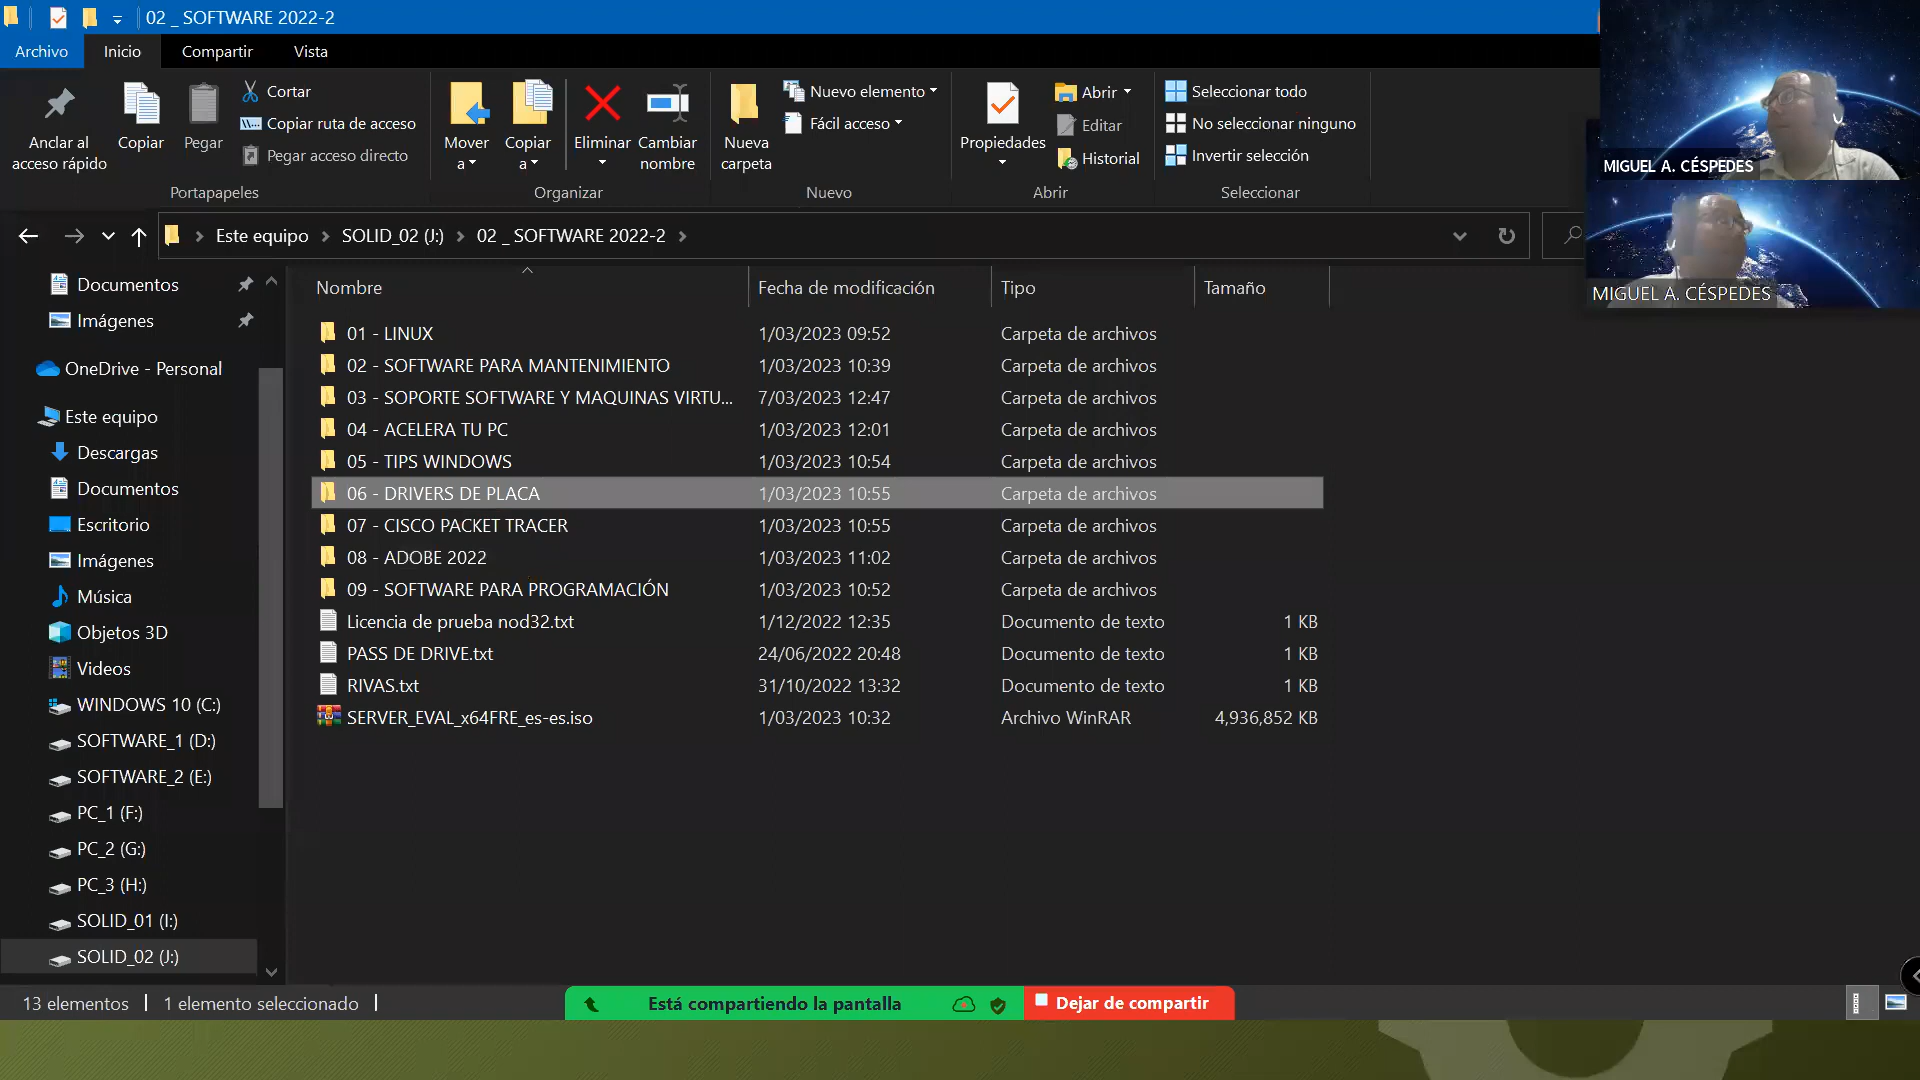 02 _ SOFTWARE 2022-2
Archivo Inicio Compartir Vista
Anclar al acceso rápido
Copiar
Pegar
Cortar
Copiar ruta de acceso
Pegar acceso directo
Portapapeles
Mover a
Copiar a
Eliminar
Cambiar nombre
Organizar
Nueva carpeta
Nuevo elemento
Fácil acceso
Nuevo
Propiedades
Abrir
Editar
Historial
Abrir
Seleccionar todo
No seleccionar ninguno
Invertir selección
Seleccionar
MIGUEL A. CÉSPEDES
MIGUEL A. CÉSPEDES
Este equipo > SOLID_02 (J:) > 02 _ SOFTWARE 2022-2 >
Documentos
Imágenes
OneDrive - Personal
Este equipo
Descargas
Documentos
Escritorio
Imágenes
Música
Objetos 3D
Videos
WINDOWS 10 (C:)
SOFTWARE_1 (D:)
SOFTWARE_2 (E:)
PC_1 (F:)
PC_2 (G:)
PC_3 (H:)
SOLID_01 (I:)
SOLID_02 (J:)
Nombre Fecha de modificación Tipo Tamaño
01 - LINUX 1/03/2023 09:52 Carpeta de archivos
02 - SOFTWARE PARA MANTENIMIENTO 1/03/2023 10:39 Carpeta de archivos
03 - SOPORTE SOFTWARE Y MAQUINAS VIRTU... 7/03/2023 12:47 Carpeta de archivos
04 - ACELERA TU PC 1/03/2023 12:01 Carpeta de archivos
05 - TIPS WINDOWS 1/03/2023 10:54 Carpeta de archivos
06 - DRIVERS DE PLACA 1/03/2023 10:55 Carpeta de archivos
07 - CISCO PACKET TRACER 1/03/2023 10:55 Carpeta de archivos
08 - ADOBE 2022 1/03/2023 11:02 Carpeta de archivos
09 - SOFTWARE PARA PROGRAMACIÓN 1/03/2023 10:52 Carpeta de archivos
Licencia de prueba nod32.txt 1/12/2022 12:35 Documento de texto 1 KB
PASS DE DRIVE.txt 24/06/2022 20:48 Documento de texto 1 KB
RIVAS.txt 31/10/2022 13:32 Documento de texto 1 KB
SERVER_EVAL_x64FRE_es-es.iso 1/03/2023 10:32 Archivo WinRAR 4,936,852 KB
13 elementos 1 elemento seleccionado
Está compartiendo la pantalla Dejar de compartir